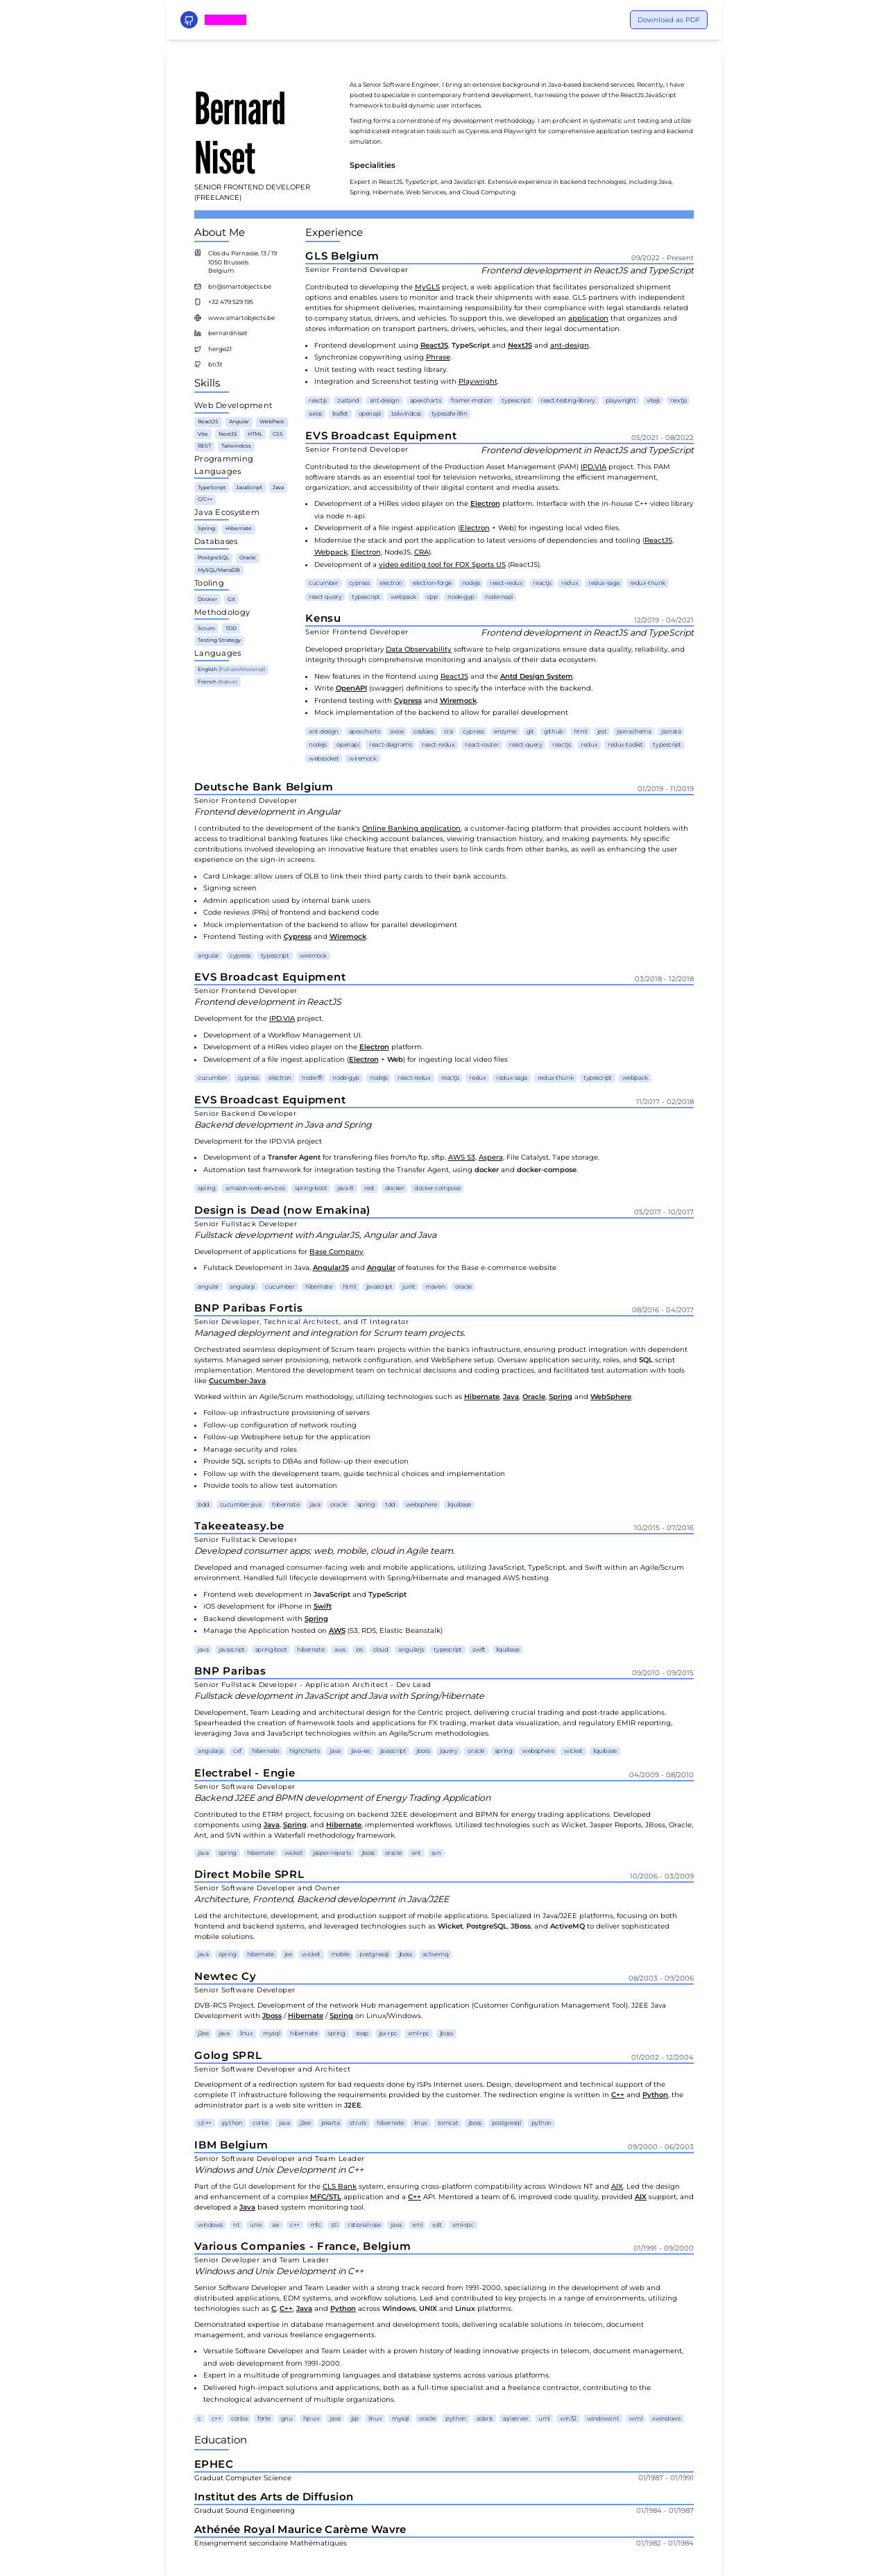 Download as PDF
Bernard
Niset
SENIOR FRONTEND DEVELOPER
(FREELANCE)
As a Senior Software Engineer, I bring an extensive background in Java-based backend services. Recently, I have
pivoted to specialize in contemporary frontend development, harnessing the power of the ReactJS JavaScript
framework to build dynamic user interfaces.
Testing forms a cornerstone of my development methodology. I am proficient in systematic unit testing and utilize
sophisticated integration tools such as Cypress and Playwright for comprehensive application testing and backend
simulation.
Specialities
Expert in ReactJS, TypeScript, and JavaScript. Extensive experience in backend technologies, including Java,
Spring, Hibernate, Web Services, and Cloud Computing.
About Me
Clos du Parnasse, 13 / 19
1050 Brussels
Belgium
bn@smartobjects.be
+32 479 529 195
www.smartobjects.be
bernardniset
herge21
bn3t
Skills
Web Development
ReactJS Angular WebPack
Vite NextJS HTML CSS
REST Tailwindcss
Programming
Languages
TypeScript JavaScript Java
C/C++
Java Ecosystem
Spring Hibernate
Databases
PostgreSQL Oracle
MySQL/MariaDB
Tooling
Docker Git
Methodology
Scrum TDD
Testing Strategy
Languages
English (Full professional)
French (Native)
Experience
GLS Belgium 09/2022 - Present
Senior Frontend Developer Frontend development in ReactJS and TypeScript
Contributed to developing the MyGLS project, a web application that facilitates personalized shipment
options and enables users to monitor and track their shipments with ease. GLS partners with independent
entities for shipment deliveries, maintaining responsibility for their compliance with legal standards related
to company status, drivers, and vehicles. To support this, we developed an application that organizes and
stores information on transport partners, drivers, vehicles, and their legal documentation.
• Frontend development using ReactJS, TypeScript and NextJS and ant-design.
• Synchronize copywriting using Phrase.
• Unit testing with react testing library.
• Integration and Screenshot testing with Playwright.
reactjs zustand ant-design apexcharts framer-motion typescript react-testing-library playwright vitejs nextjs
axios leaflet openapi tailwindcss typesafe-i18n
EVS Broadcast Equipment 05/2021 - 08/2022
Senior Frontend Developer Frontend development in ReactJS and TypeScript
Contributed to the development of the Production Asset Management (PAM) IPD.VIA project. This PAM
software stands as an essential tool for television networks, streamlining the efficient management,
organization, and accessibility of their digital content and media assets.
• Development of a HiRes video player using the Electron platform. Interface with the in-house C++ video library
via node n-api.
• Development of a file ingest application (Electron + Web) for ingesting local video files.
• Modernise the stack and port the application to latest versions of dependencies and tooling (ReactJS,
Webpack, Electron, NodeJS, CRA).
• Development of a video editing tool for FOX Sports US (ReactJS).
cucumber cypress electron electron-forge nodejs react-redux reactjs redux redux-saga redux-thunk
react-query typescript webpack cpp node-gyp node-napi
Kensu 12/2019 - 04/2021
Senior Frontend Developer Frontend development in ReactJS and TypeScript
Developed proprietary Data Observability software to help organizations ensure data quality, reliability, and
integrity through comprehensive monitoring and analysis of their data ecosystem.
• New features in the frontend using ReactJS and the Antd Design System.
• Write OpenAPI (swagger) definitions to specify the interface with the backend.
• Frontend testing with Cypress and Wiremock.
• Mock implementation of the backend to allow for parallel development
ant-design apexcharts axios css/sass cra cypress enzyme git github html jest json-schema jsonata
nodejs openapi react-diagrams react-redux react-router react-query reactjs redux redux-toolkit typescript
websocket wiremock
Deutsche Bank Belgium 01/2019 - 11/2019
Senior Frontend Developer
Frontend development in Angular
I contributed to the development of the bank's Online Banking application, a customer-facing platform that provides account holders with
access to traditional banking features like checking account balances, viewing transaction history, and making payments. My specific
contributions involved developing an innovative feature that enables users to link cards from other banks, as well as enhancing the user
experience on the sign-in screens.
• Card Linkage: allow users of OLB to link their third party cards to their bank accounts.
• Signing screen
• Admin application used by internal bank users
• Code reviews (PRs) of frontend and backend code
• Mock implementation of the backend to allow for parallel development
• Frontend Testing with Cypress and Wiremock.
angular cypress typescript wiremock
EVS Broadcast Equipment 03/2018 - 12/2018
Senior Frontend Developer
Frontend development in ReactJS
Development for the IPD.VIA project.
• Development of a Workflow Management UI.
• Development of a HiRes video player on the Electron platform.
• Development of a file ingest application (Electron + Web) for ingesting local video files
cucumber cypress electron node-ffi node-gyp nodejs react-redux reactjs redux redux-saga redux-thunk typescript webpack
EVS Broadcast Equipment 11/2017 - 02/2018
Senior Backend Developer
Backend development in Java and Spring
Development for the IPD.VIA project
• Development of a Transfer Agent for transfering files from/to ftp, sftp, AWS S3, Aspera, File Catalyst, Tape storage.
• Automation test framework for integration testing the Transfer Agent, using docker and docker-compose.
spring amazon-web-services spring-boot java-8 rest docker docker-compose
Design is Dead (now Emakina) 05/2017 - 10/2017
Senior Fullstack Developer
Fullstack development with AngularJS, Angular and Java
Development of applications for Base Company.
• Fulstack Development in Java, AngularJS and Angular of features for the Base e-commerce website
angular angularjs cucumber hibernate html javascript junit maven oracle
BNP Paribas Fortis 08/2016 - 04/2017
Senior Developer, Technical Architect, and IT Integrator
Managed deployment and integration for Scrum team projects.
Orchestrated seamless deployment of Scrum team projects within the bank's infrastructure, ensuring product integration with dependent
systems. Managed server provisioning, network configuration, and WebSphere setup. Oversaw application security, roles, and SQL script
implementation. Mentored the development team on technical decisions and coding practices, and facilitated test automation with tools
like Cucumber-Java.
Worked within an Agile/Scrum methodology, utilizing technologies such as Hibernate, Java, Oracle, Spring and WebSphere.
• Follow-up infrastructure provisioning of servers
• Follow-up configuration of network routing
• Follow-up Websphere setup for the application
• Manage security and roles
• Provide SQL scripts to DBAs and follow-up their execution
• Follow up with the development team, guide technical choices and implementation
• Provide tools to allow test automation
bdd cucumber-java hibernate java oracle spring tdd websphere liquibase
Takeeateasy.be 10/2015 - 07/2016
Senior Fullstack Developer
Developed consumer apps; web, mobile, cloud in Agile team.
Developed and managed consumer-facing web and mobile applications, utilizing JavaScript, TypeScript, and Swift within an Agile/Scrum
environment. Handled full lifecycle development with Spring/Hibernate and managed AWS hosting.
• Frontend web development in JavaScript and TypeScript
• iOS development for iPhone in Swift
• Backend development with Spring
• Manage the Application hosted on AWS (S3, RDS, Elastic Beanstalk)
java javascript spring boot hibernate aws ios cloud angularjs typescript swift liquibase
BNP Paribas 09/2010 - 09/2015
Senior Fullstack Developer - Application Architect - Dev Lead
Fullstack development in JavaScript and Java with Spring/Hibernate
Developement, Team Leading and architectural design for the Centric project, delivering crucial trading and post-trade applications.
Spearheaded the creation of framework tools and applications for FX trading, market data visualization, and regulatory EMIR reporting,
leveraging Java and JavaScript technologies within an Agile/Scrum methodologies.
angularjs cxf hibernate highcharts java java-ee javascript jboss jquery oracle spring websphere wicket liquibase
Electrabel - Engie 04/2009 - 08/2010
Senior Software Developer
Backend J2EE and BPMN development of Energy Trading Application
Contributed to the ETRM project, focusing on backend J2EE development and BPMN for energy trading applications. Developed
components using Java, Spring, and Hibernate, implemented workflows. Utilized technologies such as Wicket, Jasper Reports, JBoss, Oracle,
Ant, and SVN within a Waterfall methodology framework.
java spring hibernate wicket jasper-reports jboss oracle ant svn
Direct Mobile SPRL 10/2006 - 03/2009
Senior Software Developer and Owner
Architecture, Frontend, Backend developemnt in Java/J2EE
Led the architecture, development, and production support of mobile applications. Specialized in Java/J2EE platforms, focusing on both
frontend and backend systems, and leveraged technologies such as Wicket, PostgreSQL, JBoss, and ActiveMQ to deliver sophisticated
mobile solutions.
java spring hibernate jee wicket mobile postgresql jboss activemq
Newtec Cy 08/2003 - 09/2006
Senior Software Developer
DVB-RCS Project. Development of the network Hub management application (Customer Configuration Management Tool). J2EE Java
Development with Jboss / Hibernate / Spring on Linux/Windows.
j2ee java linux mysql hibernate spring soap jax-rpc xml-rpc jboss
Golog SPRL 01/2002 - 12/2004
Senior Software Developer and Architect
Development of a redirection system for bad requests done by ISPs Internet users. Design, development and technical support of the
complete IT infrastructure following the requirements provided by the customer. The redirection engine is written in C++ and Python, the
administrator part is a web site written in J2EE.
c/c++ python corba java j2ee jakarta struts hibernate linux tomcat jboss postgresql python
IBM Belgium 09/2000 - 06/2003
Senior Software Developer and Team Leader
Windows and Unix Development in C++
Part of the GUI development for the CLS Bank system, ensuring cross-platform compatibility across Windows NT and AIX. Led the design
and enhancement of a complex MFC/STL application and a C++ API. Mentored a team of 6, improved code quality, provided AIX support, and
developed a Java based system monitoring tool.
windows nt unix aix c++ mfc stl rationalrose java xml xslt xml-rpc
Various Companies - France, Belgium 01/1991 - 09/2000
Senior Developer and Team Leader
Windows and Unix Development in C++
Senior Software Developer and Team Leader with a strong track record from 1991-2000, specializing in the development of web and
distributed applications, EDM systems, and workflow solutions. Led and contributed to key projects in a range of environments, utilizing
technologies such as C, C++, Java and Python across Windows, UNIX and Linux platforms.
Demonstrated expertise in database management and development tools, delivering scalable solutions in telecom, document
management, and various freelance engagements.
• Versatile Software Developer and Team Leader with a proven history of leading innovative projects in telecom, document management,
and web development from 1991-2000.
• Expert in a multitude of programming languages and database systems across various platforms.
• Delivered high-impact solutions and applications, both as a full-time specialist and a freelance contractor, contributing to the
technological advancement of multiple organizations.
c c++ corba forte gnu hp-ux java jsp linux mysql oracle python solaris sqlserver uml win32 windows nt wml xwindows
Education
EPHEC
Graduat Computer Science 01/1987 - 01/1991
Institut des Arts de Diffusion
Graduat Sound Engineering 01/1984 - 01/1987
Athénée Royal Maurice Carème Wavre
Enseignement secondaire Mathématiques 01/1982 - 01/1984